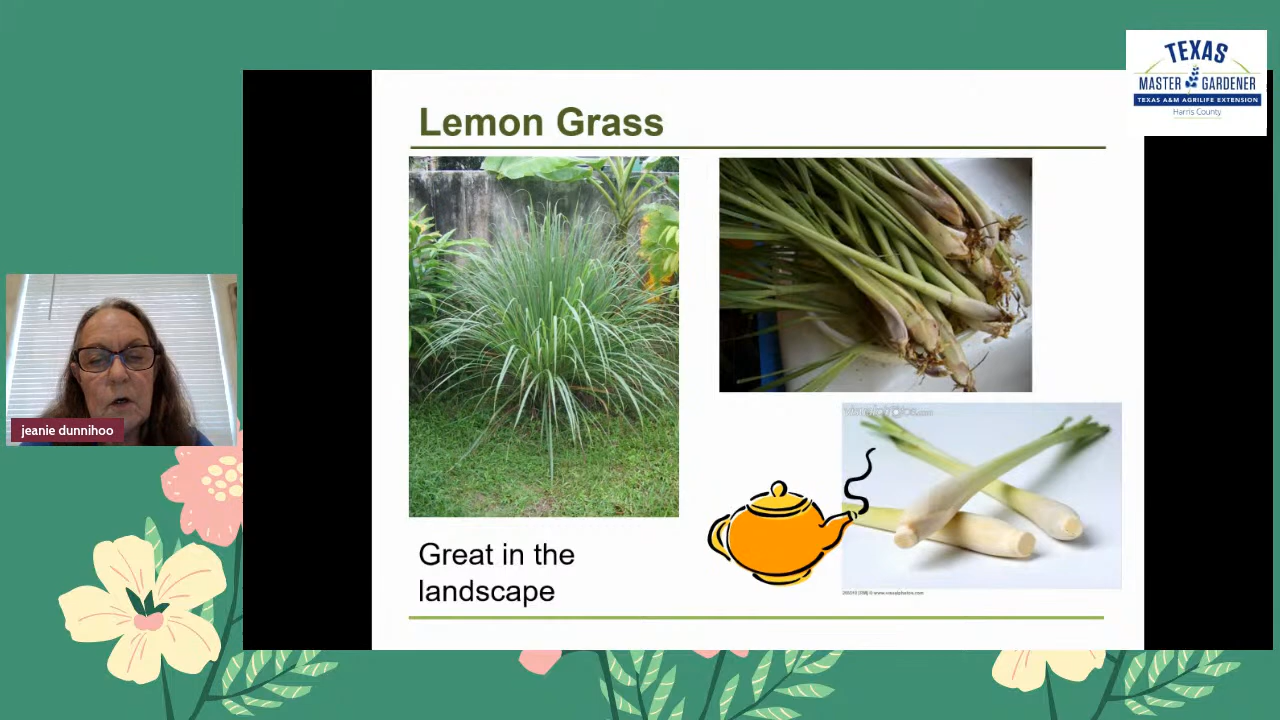 TEXAS
MASTER GARDENER
TEXAS A&M AGRILIFE EXTENSION
Harris County
Lemon Grass
jeanie dunnihoo
Great in the
landscape